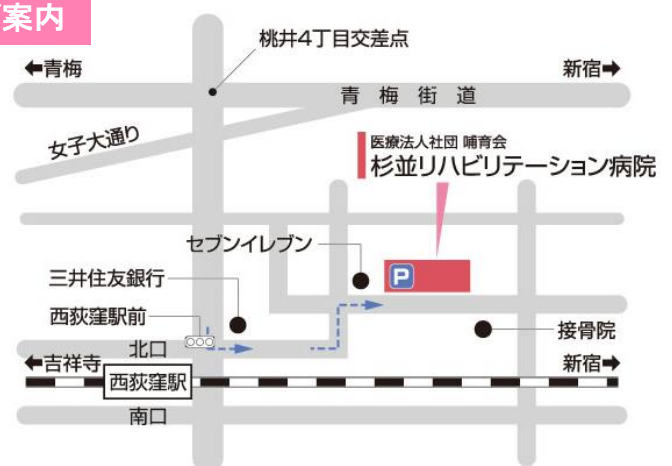 案内
桃井4丁目交差点
←青梅
新宿→
青梅街道
女子大通り
医療法人社団 哺育会
杉並リハビリテーション病院
セブンイレブン
P
三井住友銀行
西荻窪駅前
接骨院
北口
←吉祥寺
新宿→
西荻窪駅
南口